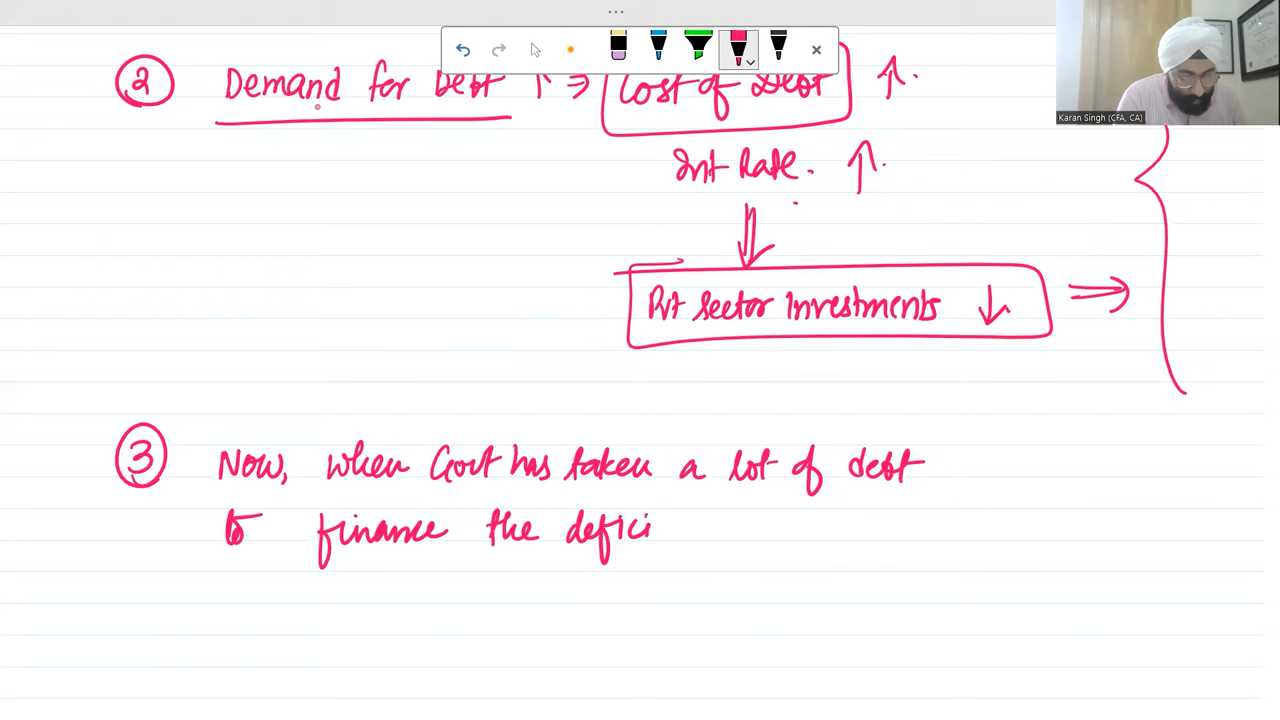 ② Demand for Debt ↑ ⇒ Cost of Debt ↑.
Int Rate. ↑.
Pvt Sector Investments ↓ ⇒
③ Now, when Govt has taken a lot of debt
to finance the defici
Karan Singh (CFA, CA)